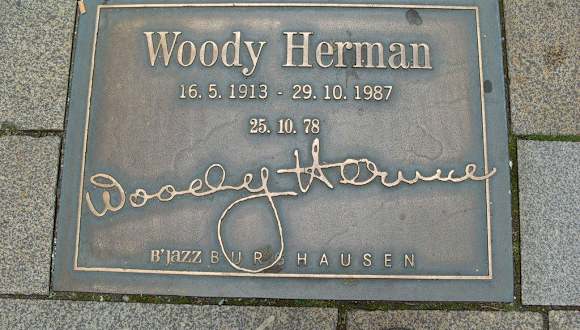 Woody Herman
16. 5. 1913 - 29. 10. 1987
25. 10. 78
Woody Herman
B'JAZZ BURGHAUSEN